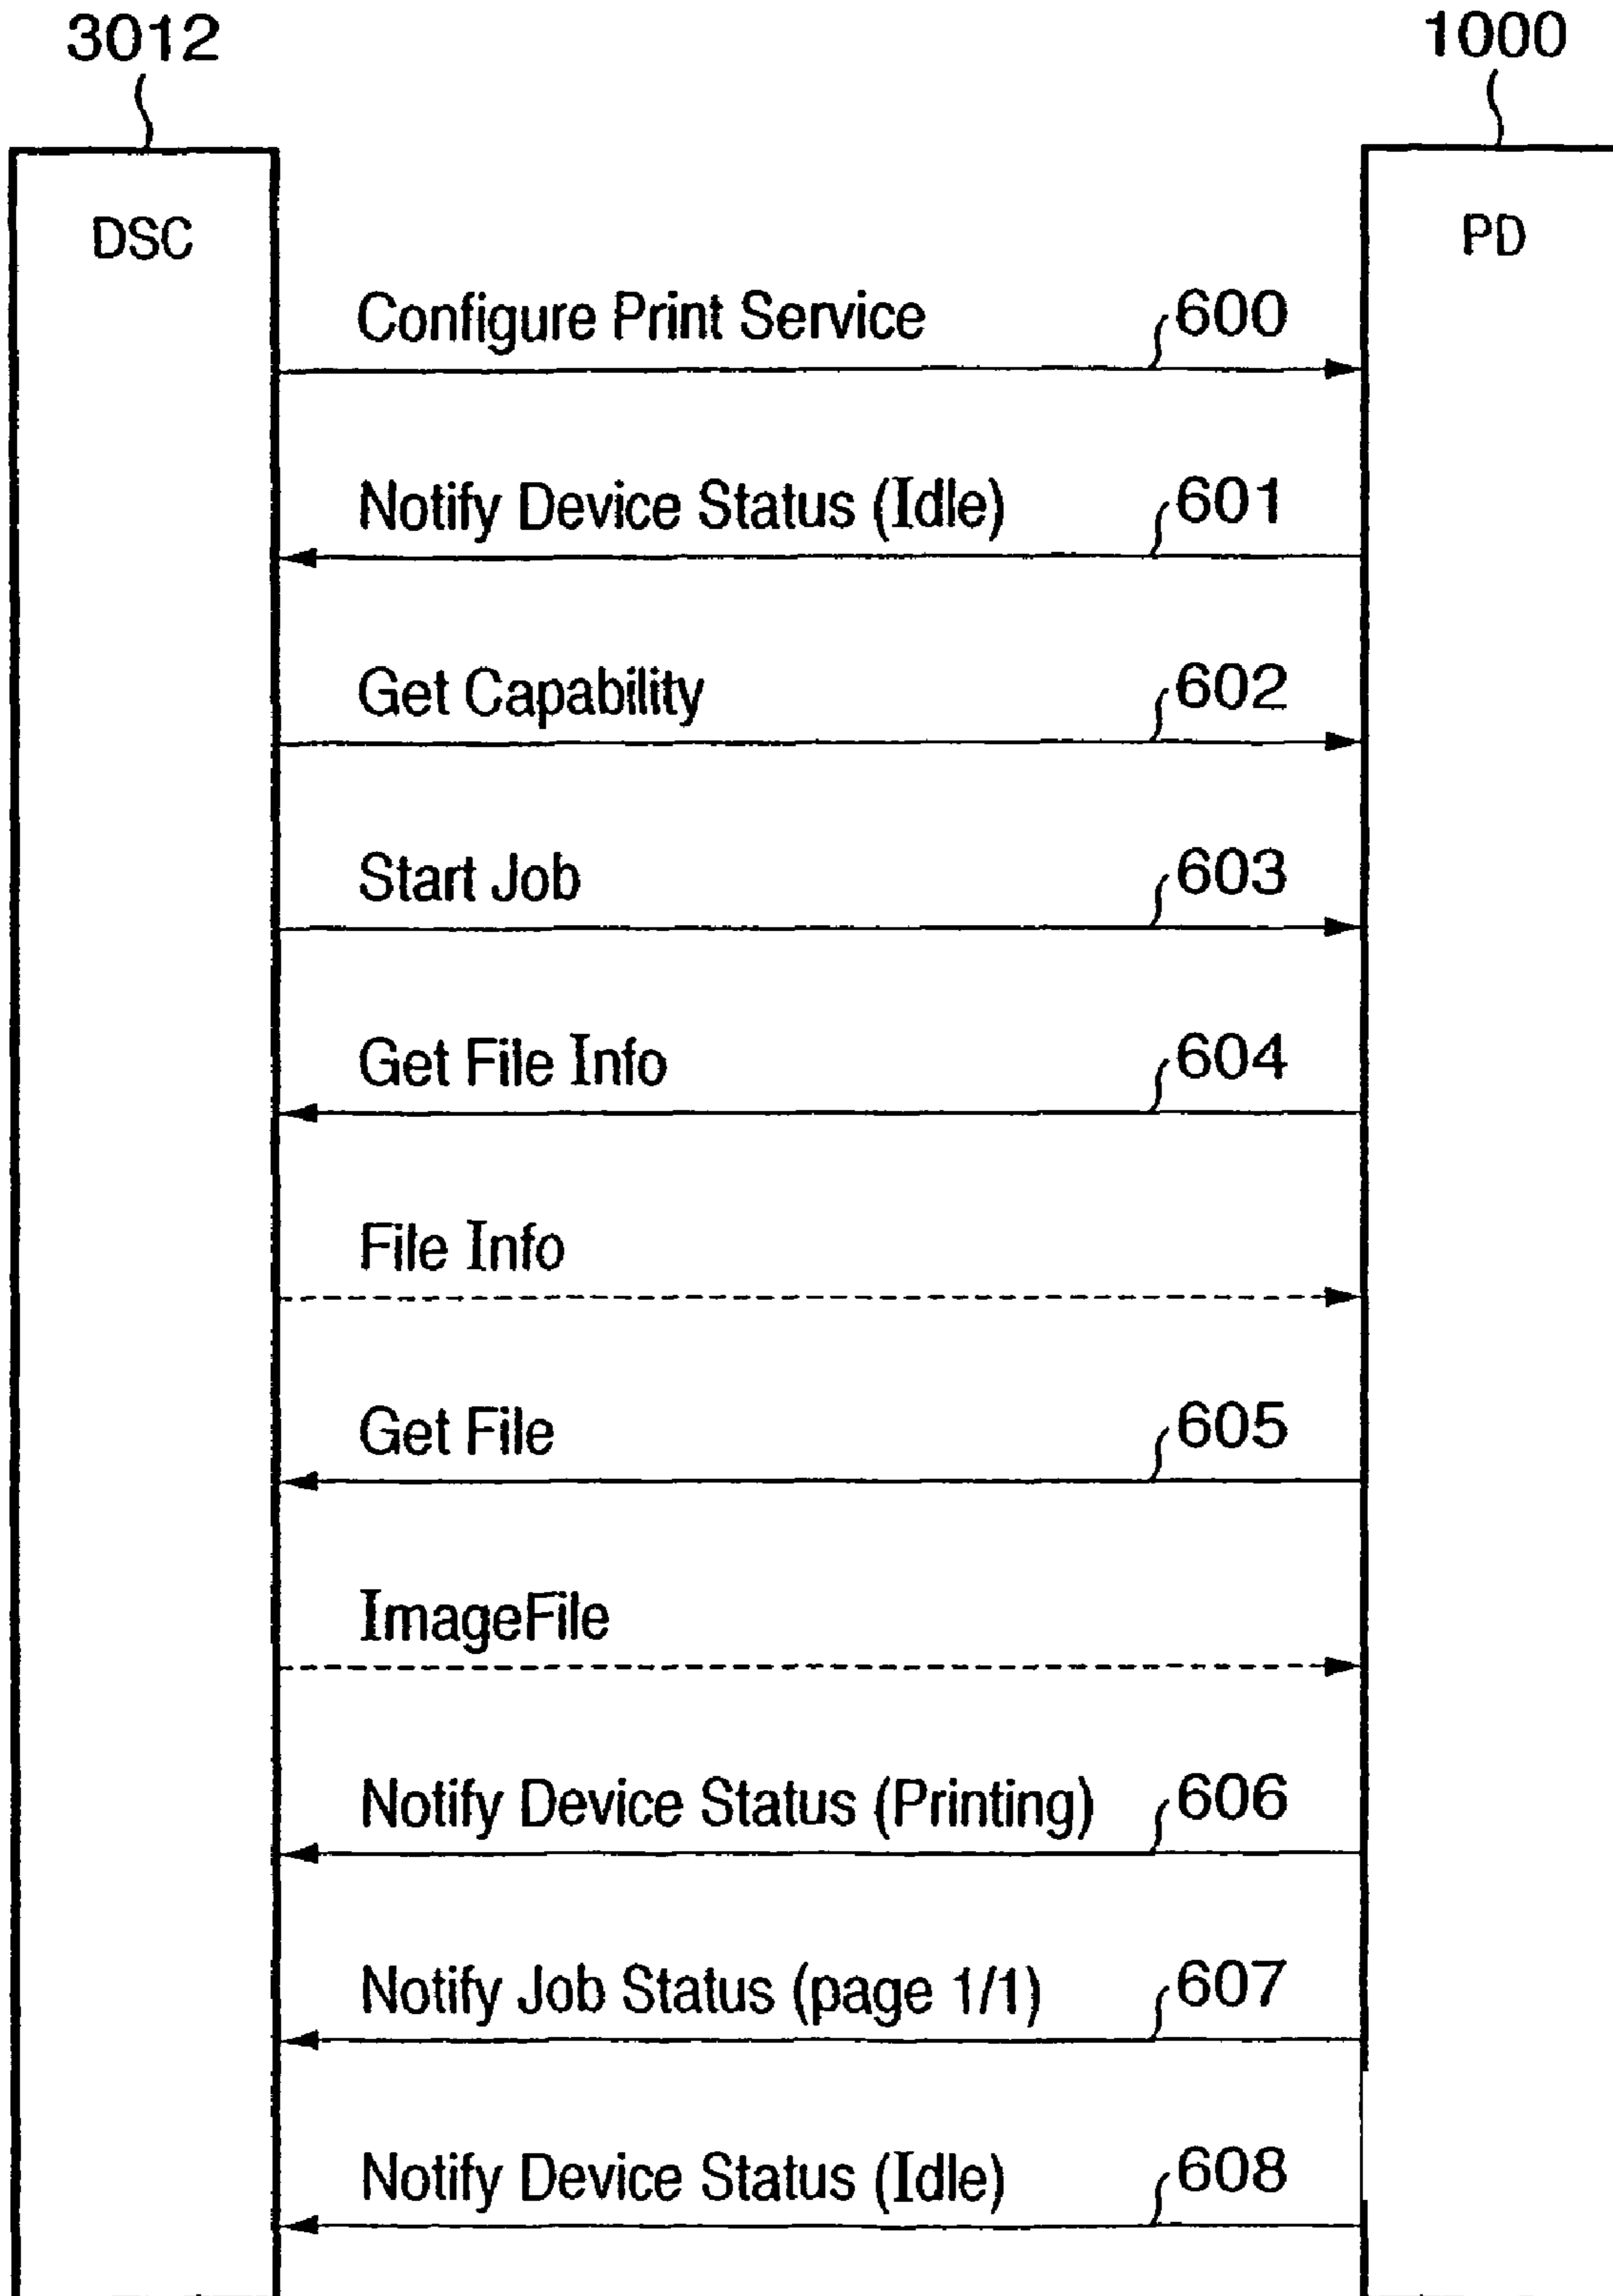 3012
1000
DSC
PD
Configure Print Service
600
Notify Device Status (Idle)
601
Get Capability
602
Start Job
603
Get File Info
604
File Info
Get File
605
ImageFile
Notify Device Status (Printing)
606
Notify Job Status (page 1/1)
607
Notify Device Status (Idle)
608